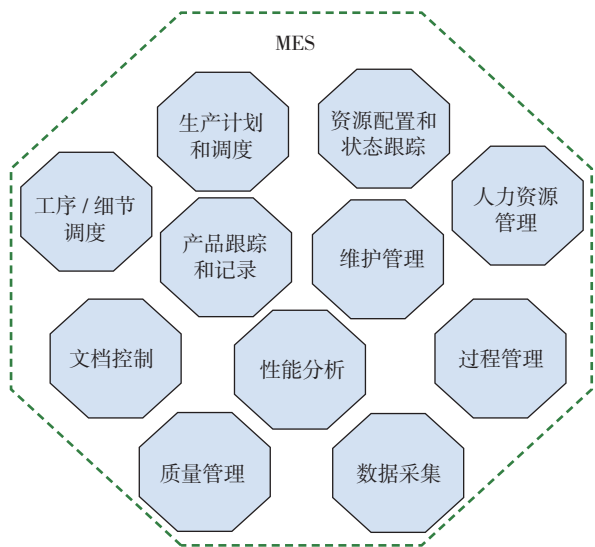 MES
生产计划
和调度
资源配置和
状态跟踪
工序 / 细节
调度
人力资源
管理
产品跟踪
和记录
维护管理
文档控制
性能分析
过程管理
质量管理
数据采集